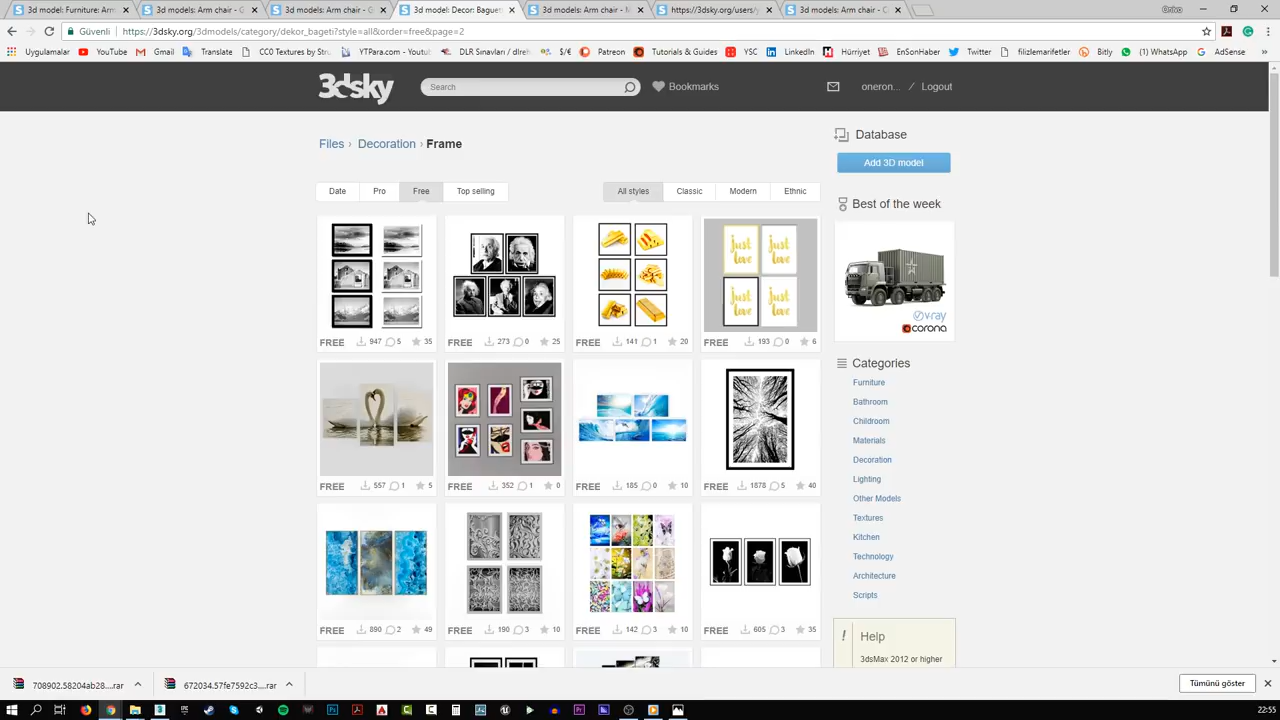 3d model: Furniture: Arm
3d models: Arm chair - G
3d models: Arm chair - G
3d model: Decor: Baguet
3d models: Arm chair - M
https://3dsky.org/users/
3d models: Arm chair - C
Güvenli
https://3dsky.org/3dmodels/category/dekor_bageti?style=all&order=free&page=2
Uygulamalar
YouTube
Gmail
Translate
CC0 Textures by Stru
YTPara.com - Youtub
DLR Sınavları / dlreh
S/E
Patreon
Tutorials & Guides
YSC
LinkedIn
Hürriyet
EnSonHaber
Twitter
filizlemarifetler
Bitly
(1) WhatsApp
AdSense
»
3dsky
Search
Bookmarks
oneron... / Logout
Files › Decoration › Frame
Date
Pro
Free
Top selling
All styles
Classic
Modern
Ethnic
just love
just love
just love
just love
FREE 947 5 35
FREE 273 0 25
FREE 141 1 20
FREE 193 0 6
FREE 557 1 5
FREE 352 1 0
FREE 185 0 10
FREE 1878 5 40
FREE 890 2 49
FREE 190 3 10
FREE 142 3 10
FREE 605 3 35
Database
Add 3D model
Best of the week
vray
corona
Categories
Furniture
Bathroom
Childroom
Materials
Decoration
Lighting
Other Models
Textures
Kitchen
Technology
Architecture
Scripts
! Help
3dsMax 2012 or higher
708902.58204ab28....rar
672034.57fe7592c3....rar
Tümünü göster
22:55